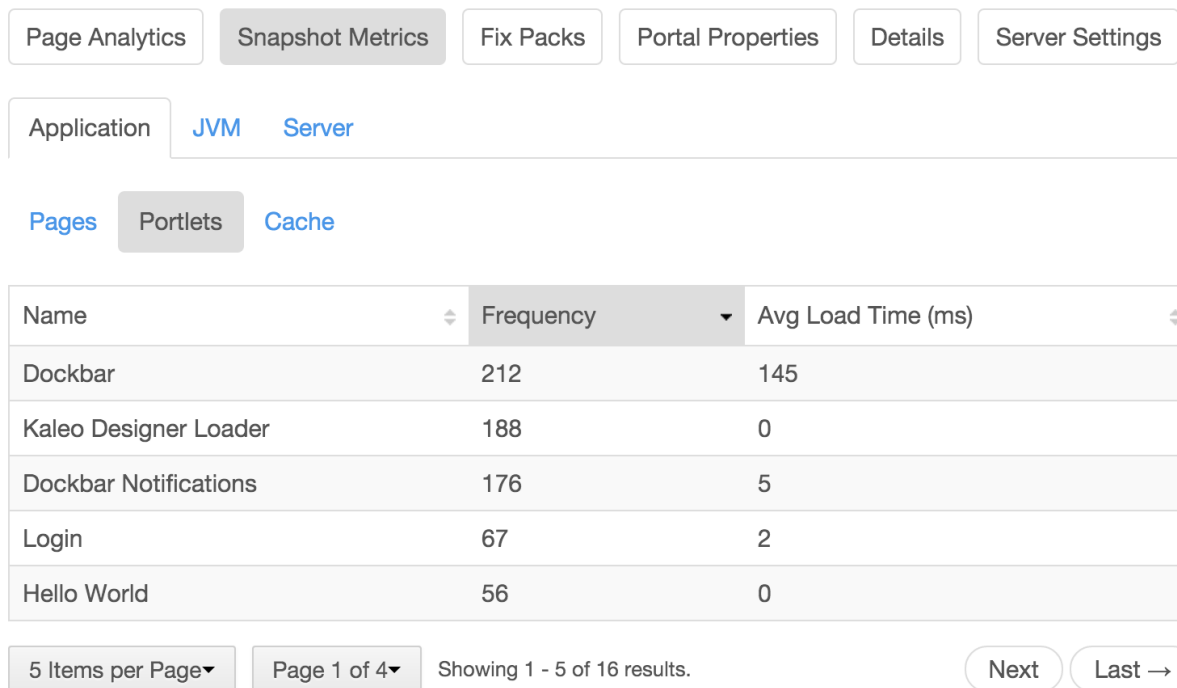 Page Analytics Snapshot Metrics Fix Packs Portal Properties Details Server Settings
Application JVM Server
Pages Portlets Cache
Name Frequency Avg Load Time (ms)
Dockbar 212 145
Kaleo Designer Loader 188 0
Dockbar Notifications 176 5
Login 67 2
Hello World 56 0
5 Items per Page Page 1 of 4 Showing 1 - 5 of 16 results. Next Last →